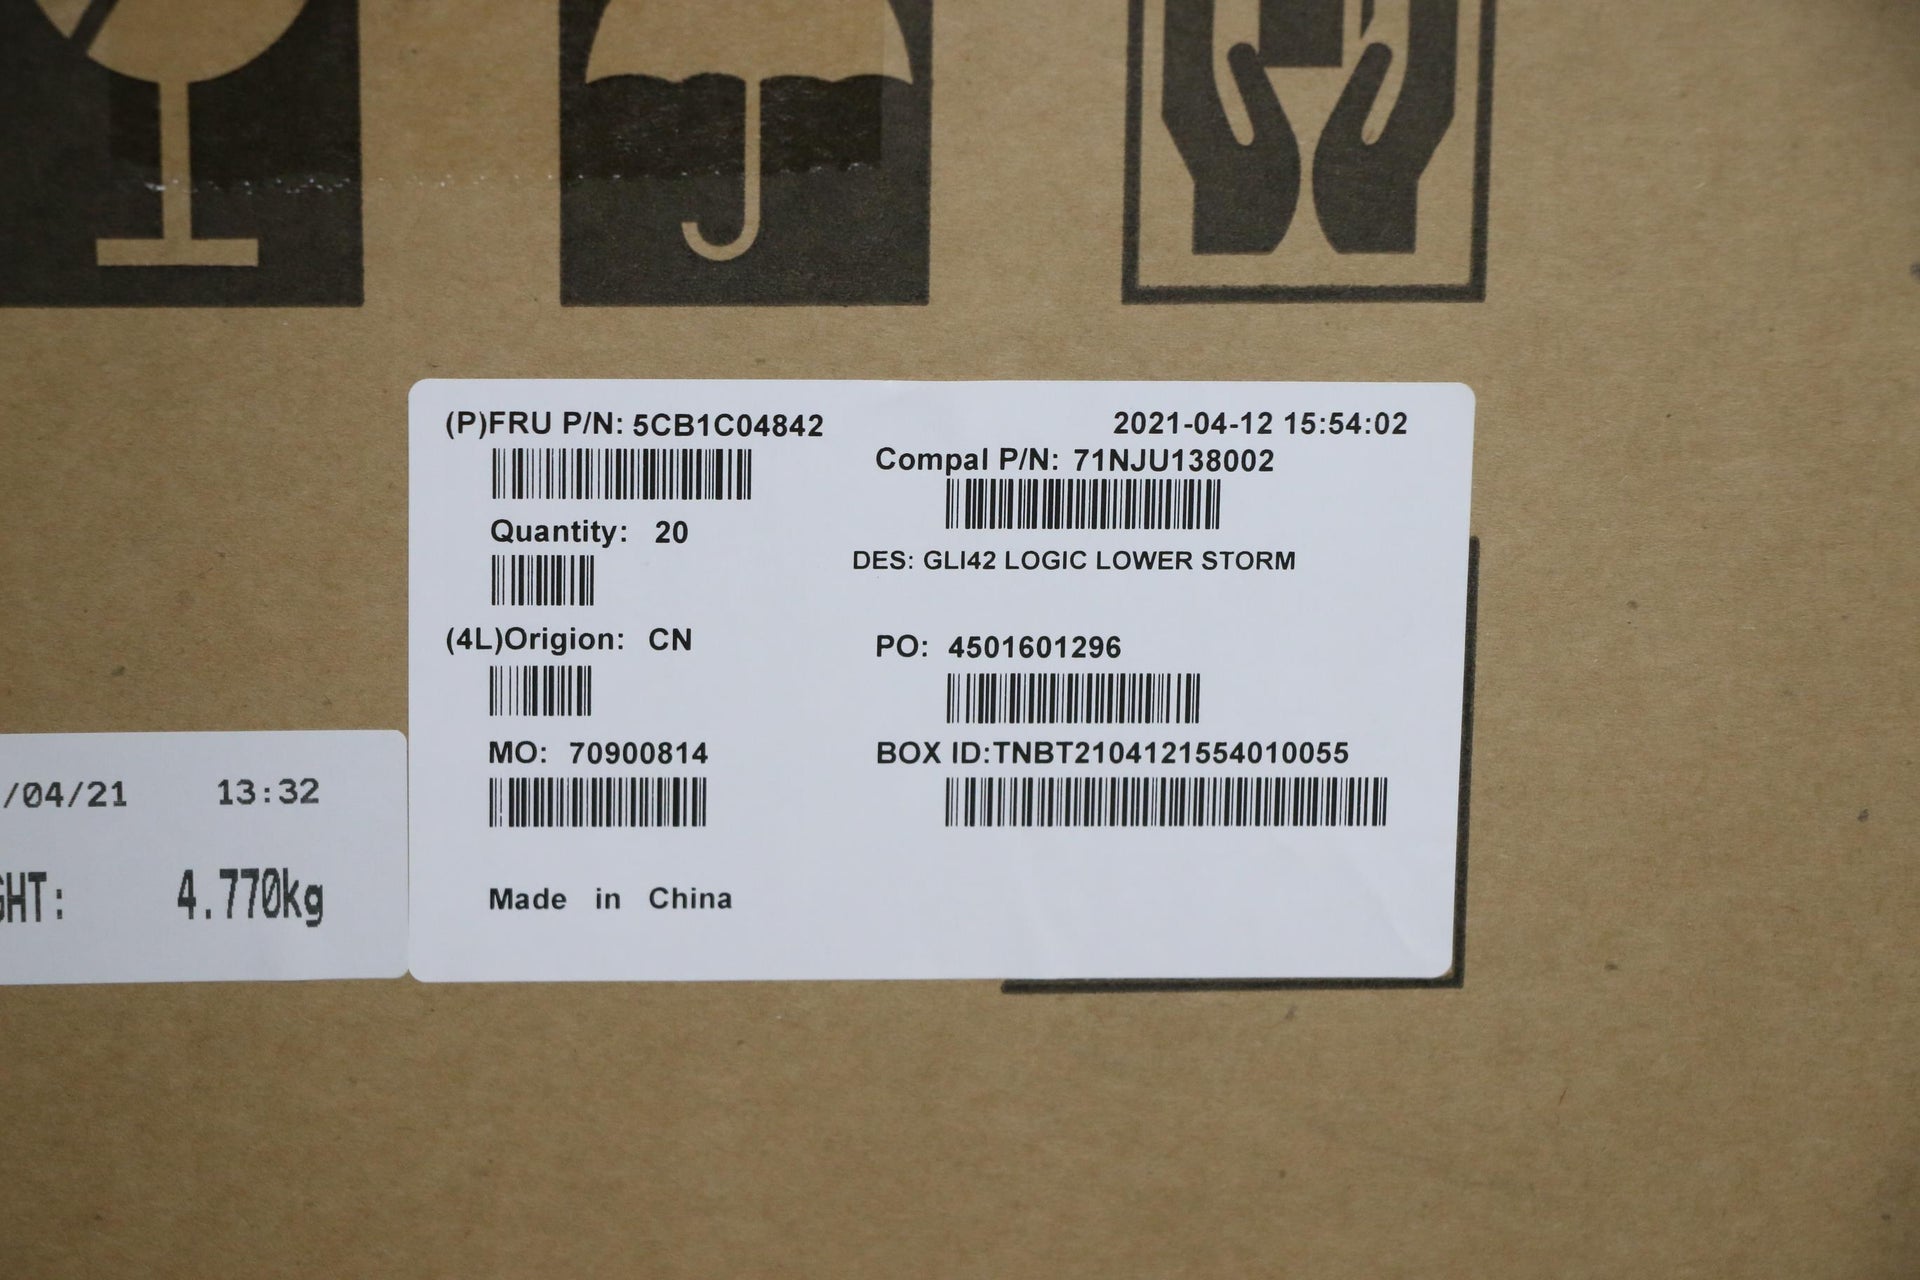 (P)FRU P/N: 5CB1C04842
2021-04-12 15:54:02
Compal P/N: 71NJU138002
Quantity: 20
DES: GLI42 LOGIC LOWER STORM
(4L)Origion: CN
PO: 4501601296
MO: 70900814
BOX ID:TNBT2104121554010055
Made in China
/04/21 13:32
GHT: 4.770kg